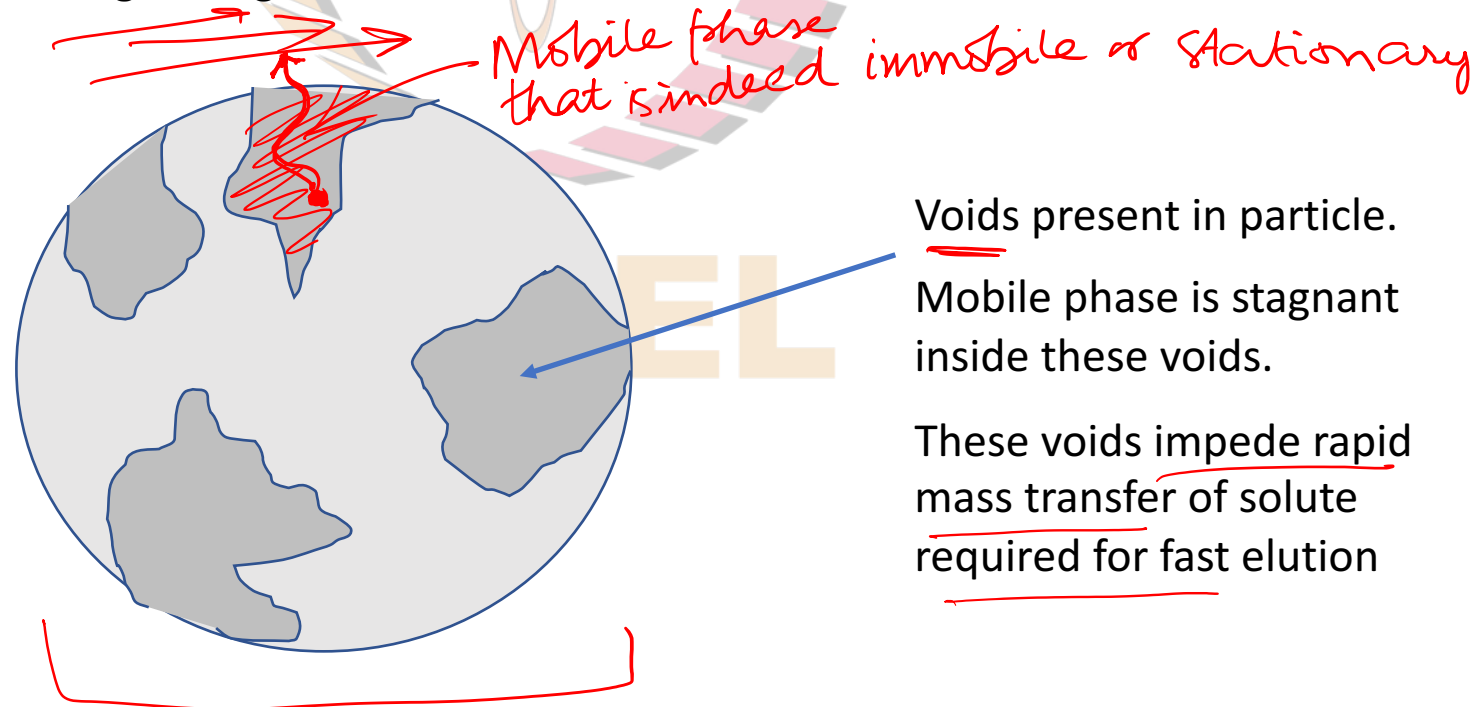 Mobile phase
that is indeed immobile or stationary
Voids present in particle.
Mobile phase is stagnant
inside these voids.
These voids impede rapid
mass transfer of solute
required for fast elution
EL